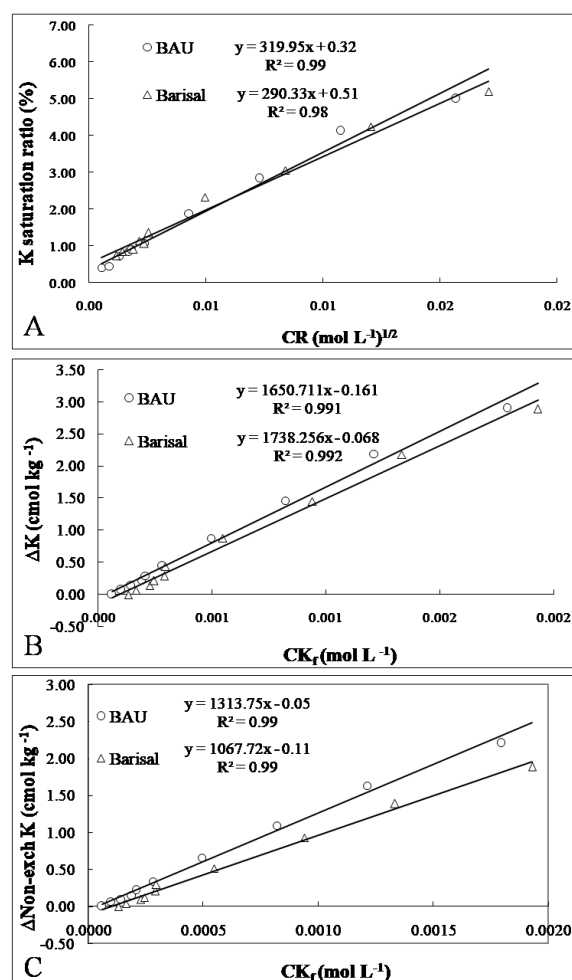 7.00
6.00
5.00
4.00
3.00
2.00
1.00
0.00
K saturation ratio (%)
BAU
y = 319.95x + 0.32
R² = 0.99
Barisal
y = 290.33x + 0.51
R² = 0.98
0.00 0.01 0.01 0.02 0.02
CR (mol L⁻¹)¹/²
A
3.50
3.00
2.50
2.00
1.50
1.00
0.50
0.00
-0.50
ΔK (cmol kg⁻¹)
BAU
y = 1650.711x - 0.161
R² = 0.991
Barisal
y = 1738.256x - 0.068
R² = 0.992
0.000 0.001 0.001 0.002 0.002
CKf (mol L⁻¹)
B
3.00
2.50
2.00
1.50
1.00
0.50
0.00
-0.50
ΔNon-exch K (cmol kg⁻¹)
BAU
y = 1313.75x - 0.05
R² = 0.99
Barisal
y = 1067.72x - 0.11
R² = 0.99
0.0000 0.0005 0.0010 0.0015 0.0020
CKf (mol L⁻¹)
C